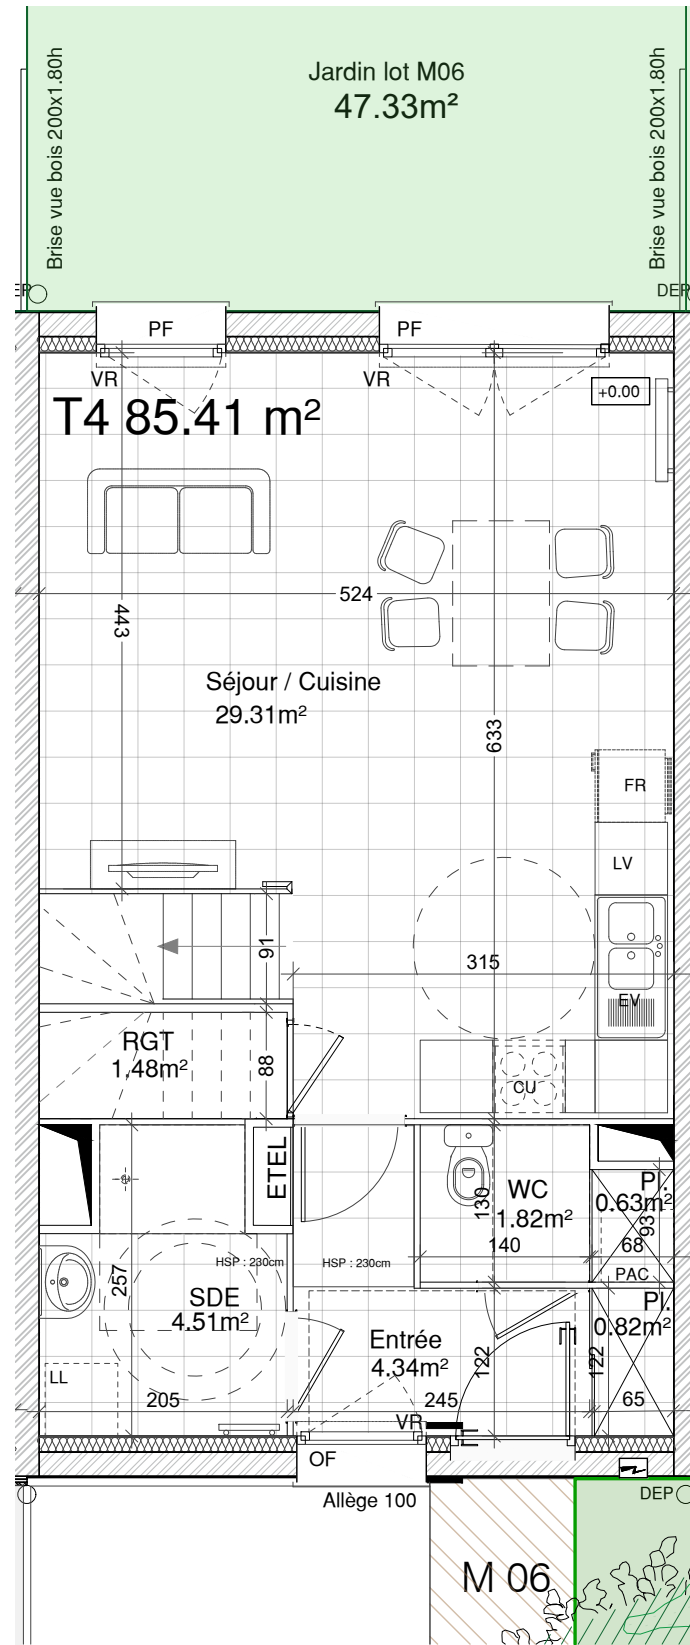 Jardin lot M06
47.33m²
Brise vue bois 200x1.80h
Brise vue bois 200x1.80h
DEP
PF
PF
VR
VR
+0.00
T4 85.41 m²
524
443
Séjour / Cuisine
29.31m²
633
FR
LV
91
315
EV
RGT
1.48m²
88
CU
ETEL
WC
1.82m²
130
140
Pl.
0.63m²
93
68
PAC
HSP : 230cm
HSP : 230cm
257
SDE
4.51m²
Pl.
0.82m²
Entrée
4.34m²
122
122
LL
205
245
65
VR
OF
Allège 100
DEP
M 06